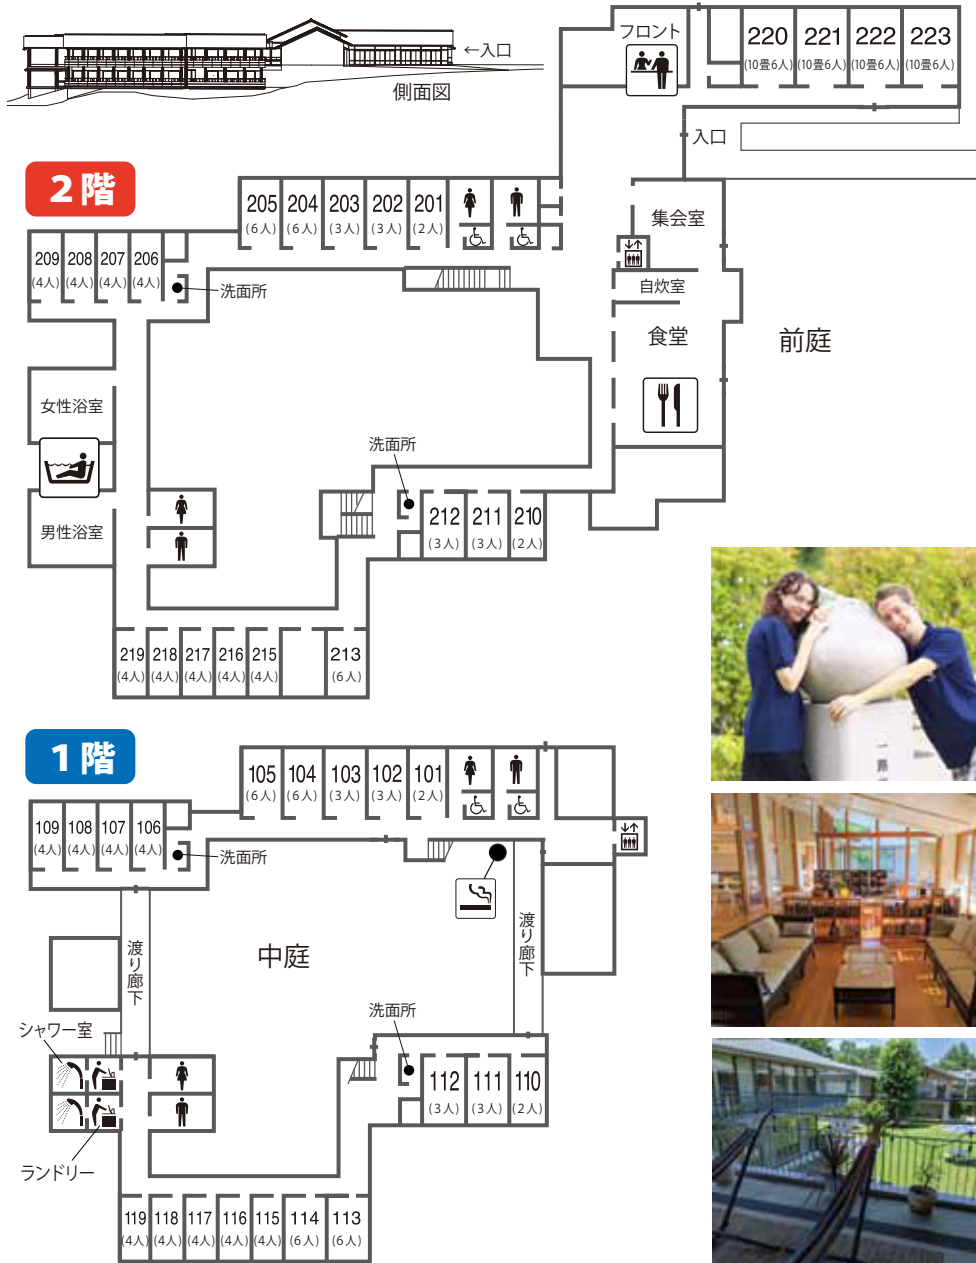 ←入口
側面図
フロント
220
(10畳6人)
221
(10畳6人)
222
(10畳6人)
223
(10畳6人)
入口
2階
205
(6人)
204
(6人)
203
(3人)
202
(3人)
201
(2人)
集会室
209
(4人)
208
(4人)
207
(4人)
206
(4人)
洗面所
自炊室
食堂
前庭
女性浴室
男性浴室
洗面所
212
(3人)
211
(3人)
210
(2人)
219
(4人)
218
(4人)
217
(4人)
216
(4人)
215
(4人)
213
(6人)
1階
105
(6人)
104
(6人)
103
(3人)
102
(3人)
101
(2人)
109
(4人)
108
(4人)
107
(4人)
106
(4人)
洗面所
渡り廊下
中庭
渡り廊下
シャワー室
洗面所
112
(3人)
111
(3人)
110
(2人)
ランドリー
119
(4人)
118
(4人)
117
(4人)
116
(4人)
115
(4人)
114
(6人)
113
(6人)